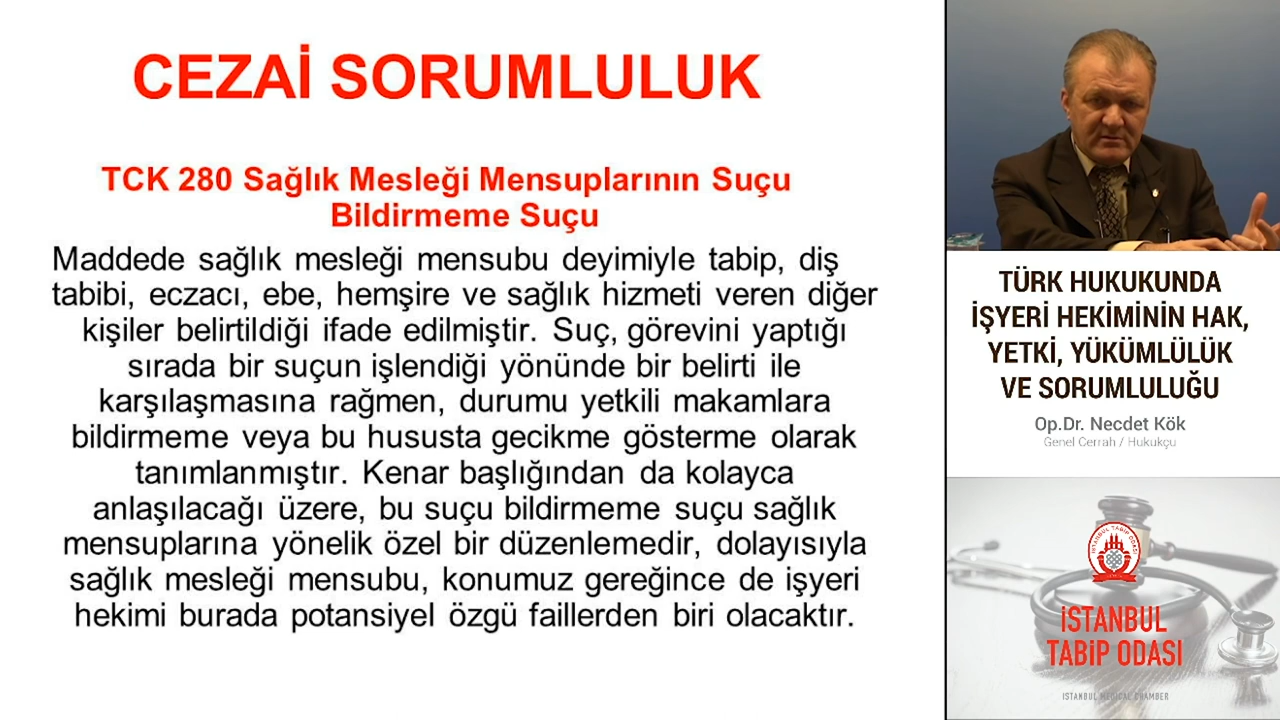 CEZAİ SORUMLULUK
TCK 280 Sağlık Mesleği Mensuplarının Suçu
Bildirmeme Suçu
Maddede sağlık mesleği mensubu deyimiyle tabip, diş
tabibi, eczacı, ebe, hemşire ve sağlık hizmeti veren diğer
kişiler belirtildiği ifade edilmiştir. Suç, görevini yaptığı
sırada bir suçun işlendiği yönünde bir belirti ile
karşılaşmasına rağmen, durumu yetkili makamlara
bildirmeme veya bu hususta gecikme gösterme olarak
tanımlanmıştır. Kenar başlığından da kolayca
anlaşılacağı üzere, bu suçu bildirmeme suçu sağlık
mensuplarına yönelik özel bir düzenlemedir, dolayısıyla
sağlık mesleği mensubu, konumuz gereğince de işyeri
hekimi burada potansiyel özgü faillerden biri olacaktır.
TÜRK HUKUKUNDA
İŞYERİ HEKİMİNİN HAK,
YETKİ, YÜKÜMLÜLÜK
VE SORUMLULUĞU
Op.Dr. Necdet Kök
Genel Cerrah / Hukukçu
İSTANBUL TABİP ODASI
İSTANBUL
TABİP ODASI
ISTANBUL MEDICAL CHAMBER